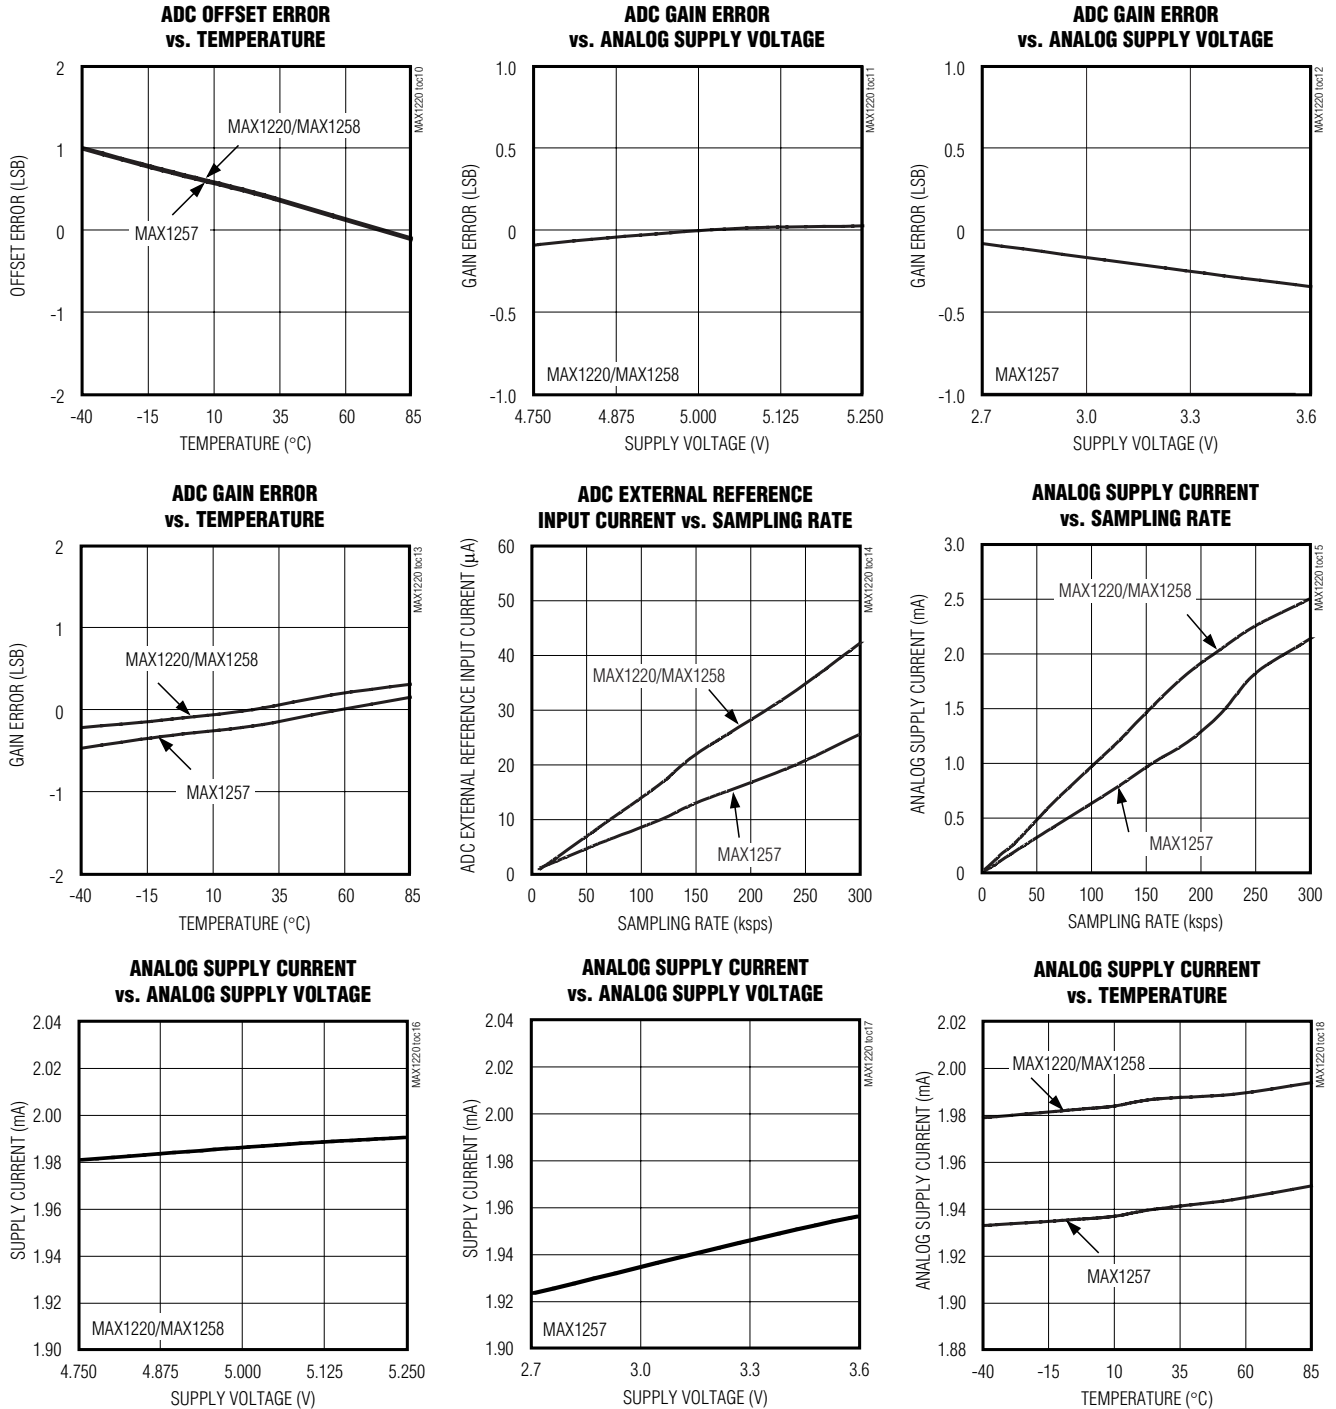 ADC OFFSET ERROR
vs. TEMPERATURE
MAX1220 toc10
OFFSET ERROR (LSB)
2
1
0
-1
-2
MAX1220/MAX1258
MAX1257
-40 -15 10 35 60 85
TEMPERATURE (°C)
ADC GAIN ERROR
vs. ANALOG SUPPLY VOLTAGE
MAX1220 toc11
GAIN ERROR (LSB)
1.0
0.5
0
-0.5
-1.0
MAX1220/MAX1258
4.750 4.875 5.000 5.125 5.250
SUPPLY VOLTAGE (V)
ADC GAIN ERROR
vs. ANALOG SUPPLY VOLTAGE
MAX1220 toc12
GAIN ERROR (LSB)
1.0
0.5
0
-0.5
-1.0
MAX1257
2.7 3.0 3.3 3.6
SUPPLY VOLTAGE (V)
ADC GAIN ERROR
vs. TEMPERATURE
MAX1220 toc13
GAIN ERROR (LSB)
2
1
0
-1
-2
MAX1220/MAX1258
MAX1257
-40 -15 10 35 60 85
TEMPERATURE (°C)
ADC EXTERNAL REFERENCE
INPUT CURRENT vs. SAMPLING RATE
MAX1220 toc14
ADC EXTERNAL REFERENCE INPUT CURRENT (µA)
60
50
40
30
20
10
0
MAX1220/MAX1258
MAX1257
0 50 100 150 200 250 300
SAMPLING RATE (ksps)
ANALOG SUPPLY CURRENT
vs. SAMPLING RATE
MAX1220 toc15
ANALOG SUPPLY CURRENT (mA)
3.0
2.5
2.0
1.5
1.0
0.5
0
MAX1220/MAX1258
MAX1257
0 50 100 150 200 250 300
SAMPLING RATE (ksps)
ANALOG SUPPLY CURRENT
vs. ANALOG SUPPLY VOLTAGE
MAX1220 toc16
SUPPLY CURRENT (mA)
2.04
2.02
2.00
1.98
1.96
1.94
1.92
1.90
MAX1220/MAX1258
4.750 4.875 5.000 5.125 5.250
SUPPLY VOLTAGE (V)
ANALOG SUPPLY CURRENT
vs. ANALOG SUPPLY VOLTAGE
MAX1220 toc17
SUPPLY CURRENT (mA)
2.04
2.02
2.00
1.98
1.96
1.94
1.92
1.90
MAX1257
2.7 3.0 3.3 3.6
SUPPLY VOLTAGE (V)
ANALOG SUPPLY CURRENT
vs. TEMPERATURE
MAX1220 toc18
ANALOG SUPPLY CURRENT (mA)
2.02
2.00
1.98
1.96
1.94
1.92
1.90
1.88
MAX1220/MAX1258
MAX1257
-40 -15 10 35 60 85
TEMPERATURE (°C)